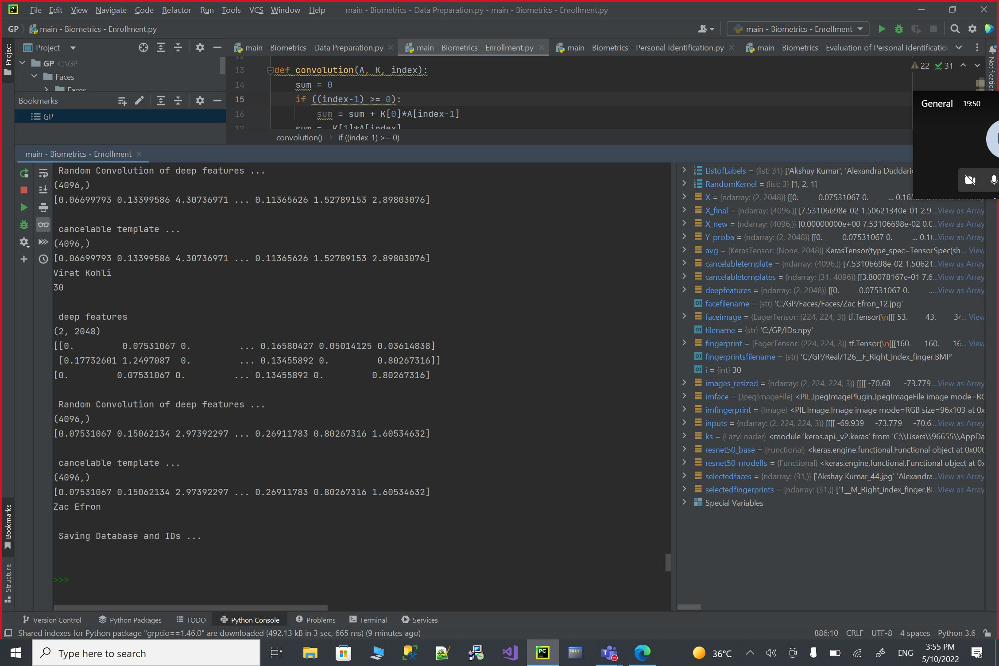 File Edit View Navigate Code Refactor Run Tools VCS Window Help main - Biometrics - Data Preparation.py - main - Biometrics - Enrollment.py
GP main - Biometrics - Enrollment.py
main - Biometrics - Enrollment
Project
main - Biometrics - Data Preparation.py
main - Biometrics - Enrollment.py
main - Biometrics - Personal Identification.py
main - Biometrics - Evaluation of Personal Identificatio
Project
GP C:\GP
Faces
Faces
12
13 def convolution(A, K, index):
14 sum = 0
15 if ((index-1) >= 0):
16 sum = sum + K[0]*A[index-1]
17 sum = K[1]*A[index]
22 31
Bookmarks
GP
convolution() if ((index-1) >= 0)
General 19:50
main - Biometrics - Enrollment
Random Convolution of deep features ...
(4096,)
[0.06699793 0.13399586 4.30736971 ... 0.11365626 1.52789153 2.89803076]
cancelable template ...
(4096,)
[0.06699793 0.13399586 4.30736971 ... 0.11365626 1.52789153 2.89803076]
Virat Kohli
30
deep features
(2, 2048)
[[0. 0.07531067 0. ... 0.16580427 0.05014125 0.03614838]
[0.17732601 1.2497087 0. ... 0.13455892 0. 0.80267316]]
[0. 0.07531067 0. ... 0.13455892 0. 0.80267316]
Random Convolution of deep features ...
(4096,)
[0.07531067 0.15062134 2.97392297 ... 0.26911783 0.80267316 1.60534632]
cancelable template ...
(4096,)
[0.07531067 0.15062134 2.97392297 ... 0.26911783 0.80267316 1.60534632]
Zac Efron
Saving Database and IDs ...
>>>
ListofLabels = {list: 31} ['Akshay Kumar', 'Alexandra Daddario
RandomKernel = {list: 3} [1, 2, 1]
X = {ndarray: (2, 2048)} [[0. 0.07531067 0. ...
X_final = {ndarray: (4096,)} [7.53106698e-02 1.50621340e-01 2.9 ...View as Array
X_new = {ndarray: (4096,)} [0.00000000e+00 7.53106698e-02 0.0 ...View as Array
Y_proba = {ndarray: (2, 2048)} [[0. 0.07531067 0. ... 0.16 ...View as Array
avg = {KerasTensor: (None, 2048)} KerasTensor(type_spec=TensorSpec(sh... View
cancelabletemplate = {ndarray: (4096,)} [7.53106698e-02 1.50621 ...View as Array
cancelabletemplates = {ndarray: (31, 4096)} [[3.80078167e-01 7.6 ...View as Array
deepfeatures = {ndarray: (2, 2048)} [[0. 0.07531067 0. ...View as Array
facefilename = {str} 'C:/GP/Faces/Faces/Zac Efron_12.jpg'
faceimage = {EagerTensor: (224, 224, 3)} tf.Tensor(\n[[[ 53. 43. 34... View
filename = {str} 'C:/GP/IDs.npy'
fingerprint = {EagerTensor: (224, 224, 3)} tf.Tensor(\n[[[160. 160. 16... View
fingerprintsfilename = {str} 'C:/GP/Real/126__F_Right_index_finger.BMP'
i = {int} 30
images_resized = {ndarray: (2, 224, 224, 3)} [[[[ -70.68 -73.779 ...View as Array
imface = {JpegImageFile} <PIL.JpegImagePlugin.JpegImageFile image mode=RG
imfingerprint = {Image} <PIL.Image.Image image mode=RGB size=96x103 at 0x
inputs = {ndarray: (2, 224, 224, 3)} [[[[ -69.939 -73.779 -70.6 ...View as Array
ks = {LazyLoader} <module 'keras.api._v2.keras' from 'C:\\Users\\96655\\AppDa
resnet50_base = {Functional} <keras.engine.functional.Functional object at 0x000
resnet50_modelfs = {Functional} <keras.engine.functional.Functional object at 0x
selectedfaces = {ndarray: (31,)} ['Akshay Kumar_44.jpg' 'Alexandra ...View as Array
selectedfingerprints = {ndarray: (31,)} ['1__M_Right_index_finger.B ...View as Array
Special Variables
Notification
Bookmarks
Structure
Version Control Python Packages TODO Python Console Problems Terminal Services
Shared indexes for Python package "grpcio==1.46.0" are downloaded (492.13 kB in 3 sec, 665 ms) (9 minutes ago)
886:10 CRLF UTF-8 4 spaces Python 3.6
Type here to search
36°C ENG
3:55 PM
5/10/2022